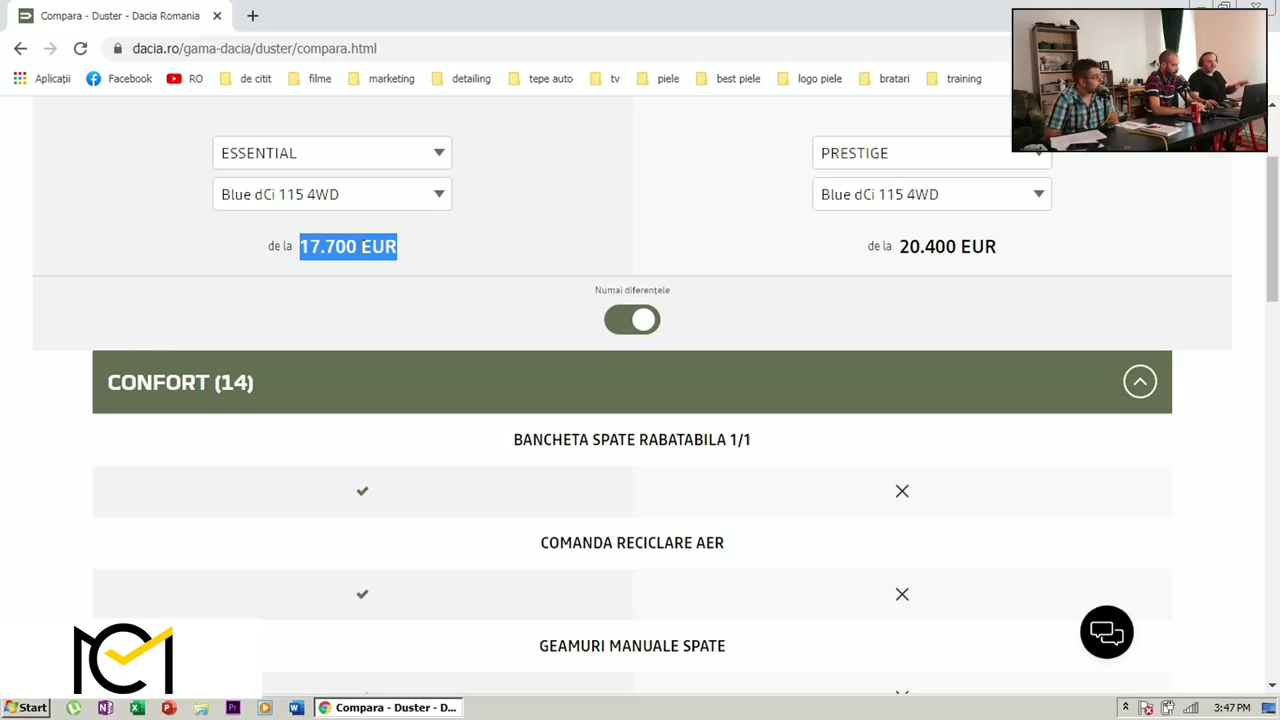 Compara - Duster - Dacia Romania
dacia.ro/gama-dacia/duster/compara.html
Aplicații
Facebook
RO
de citit
filme
marketing
detailing
tepe auto
tv
piele
best piele
logo piele
bratari
training
ESSENTIAL
PRESTIGE
Blue dCi 115 4WD
Blue dCi 115 4WD
de la 17.700 EUR
de la 20.400 EUR
Numai diferențele
CONFORT (14)
BANCHETA SPATE RABATABILA 1/1
COMANDA RECICLARE AER
GEAMURI MANUALE SPATE
Start
Compara - Duster - D...
3:47 PM